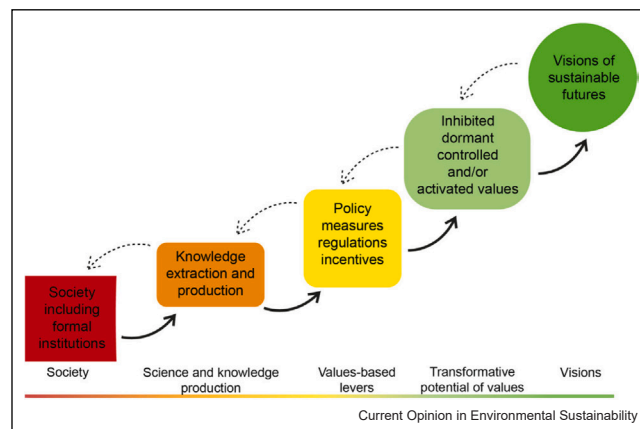 Visions of
sustainable
futures
Inhibited
dormant
controlled
and/or
activated values
Policy
measures
regulations
incentives
Knowledge
extraction and
production
Society
including
formal
institutions
Society
Science and knowledge
production
Values-based
levers
Transformative
potential of values
Visions
Current Opinion in Environmental Sustainability